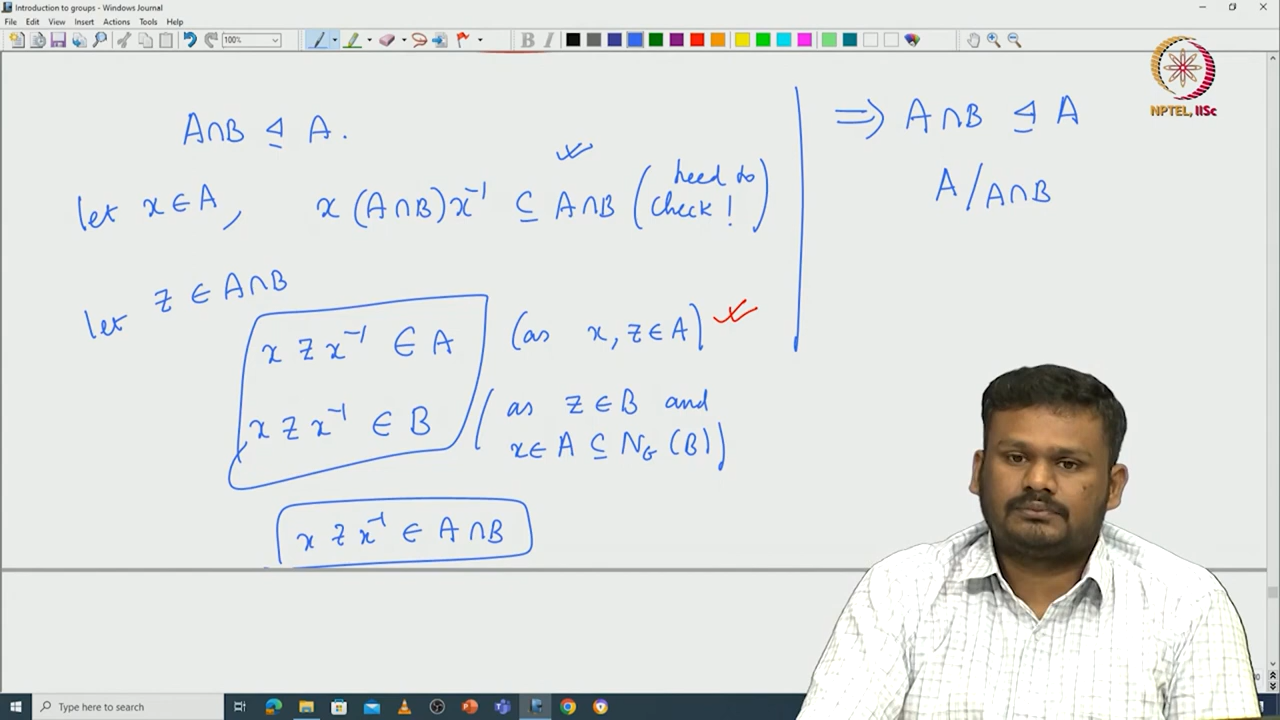 Introduction to groups - Windows Journal
File Edit View Insert Actions Tools Help
100%
B I
NPTEL, IISc
A∩B ⊴ A.
let x∈A, x(A∩B)x⁻¹ ⊆ A∩B (need to check!)
let z ∈ A∩B
x z x⁻¹ ∈ A (as x, z∈A)
x z x⁻¹ ∈ B (as z∈B and
x∈ A ⊆ N_G(B))
x z x⁻¹ ∈ A∩B
⟹ A∩B ⊴ A
A/A∩B
Type here to search